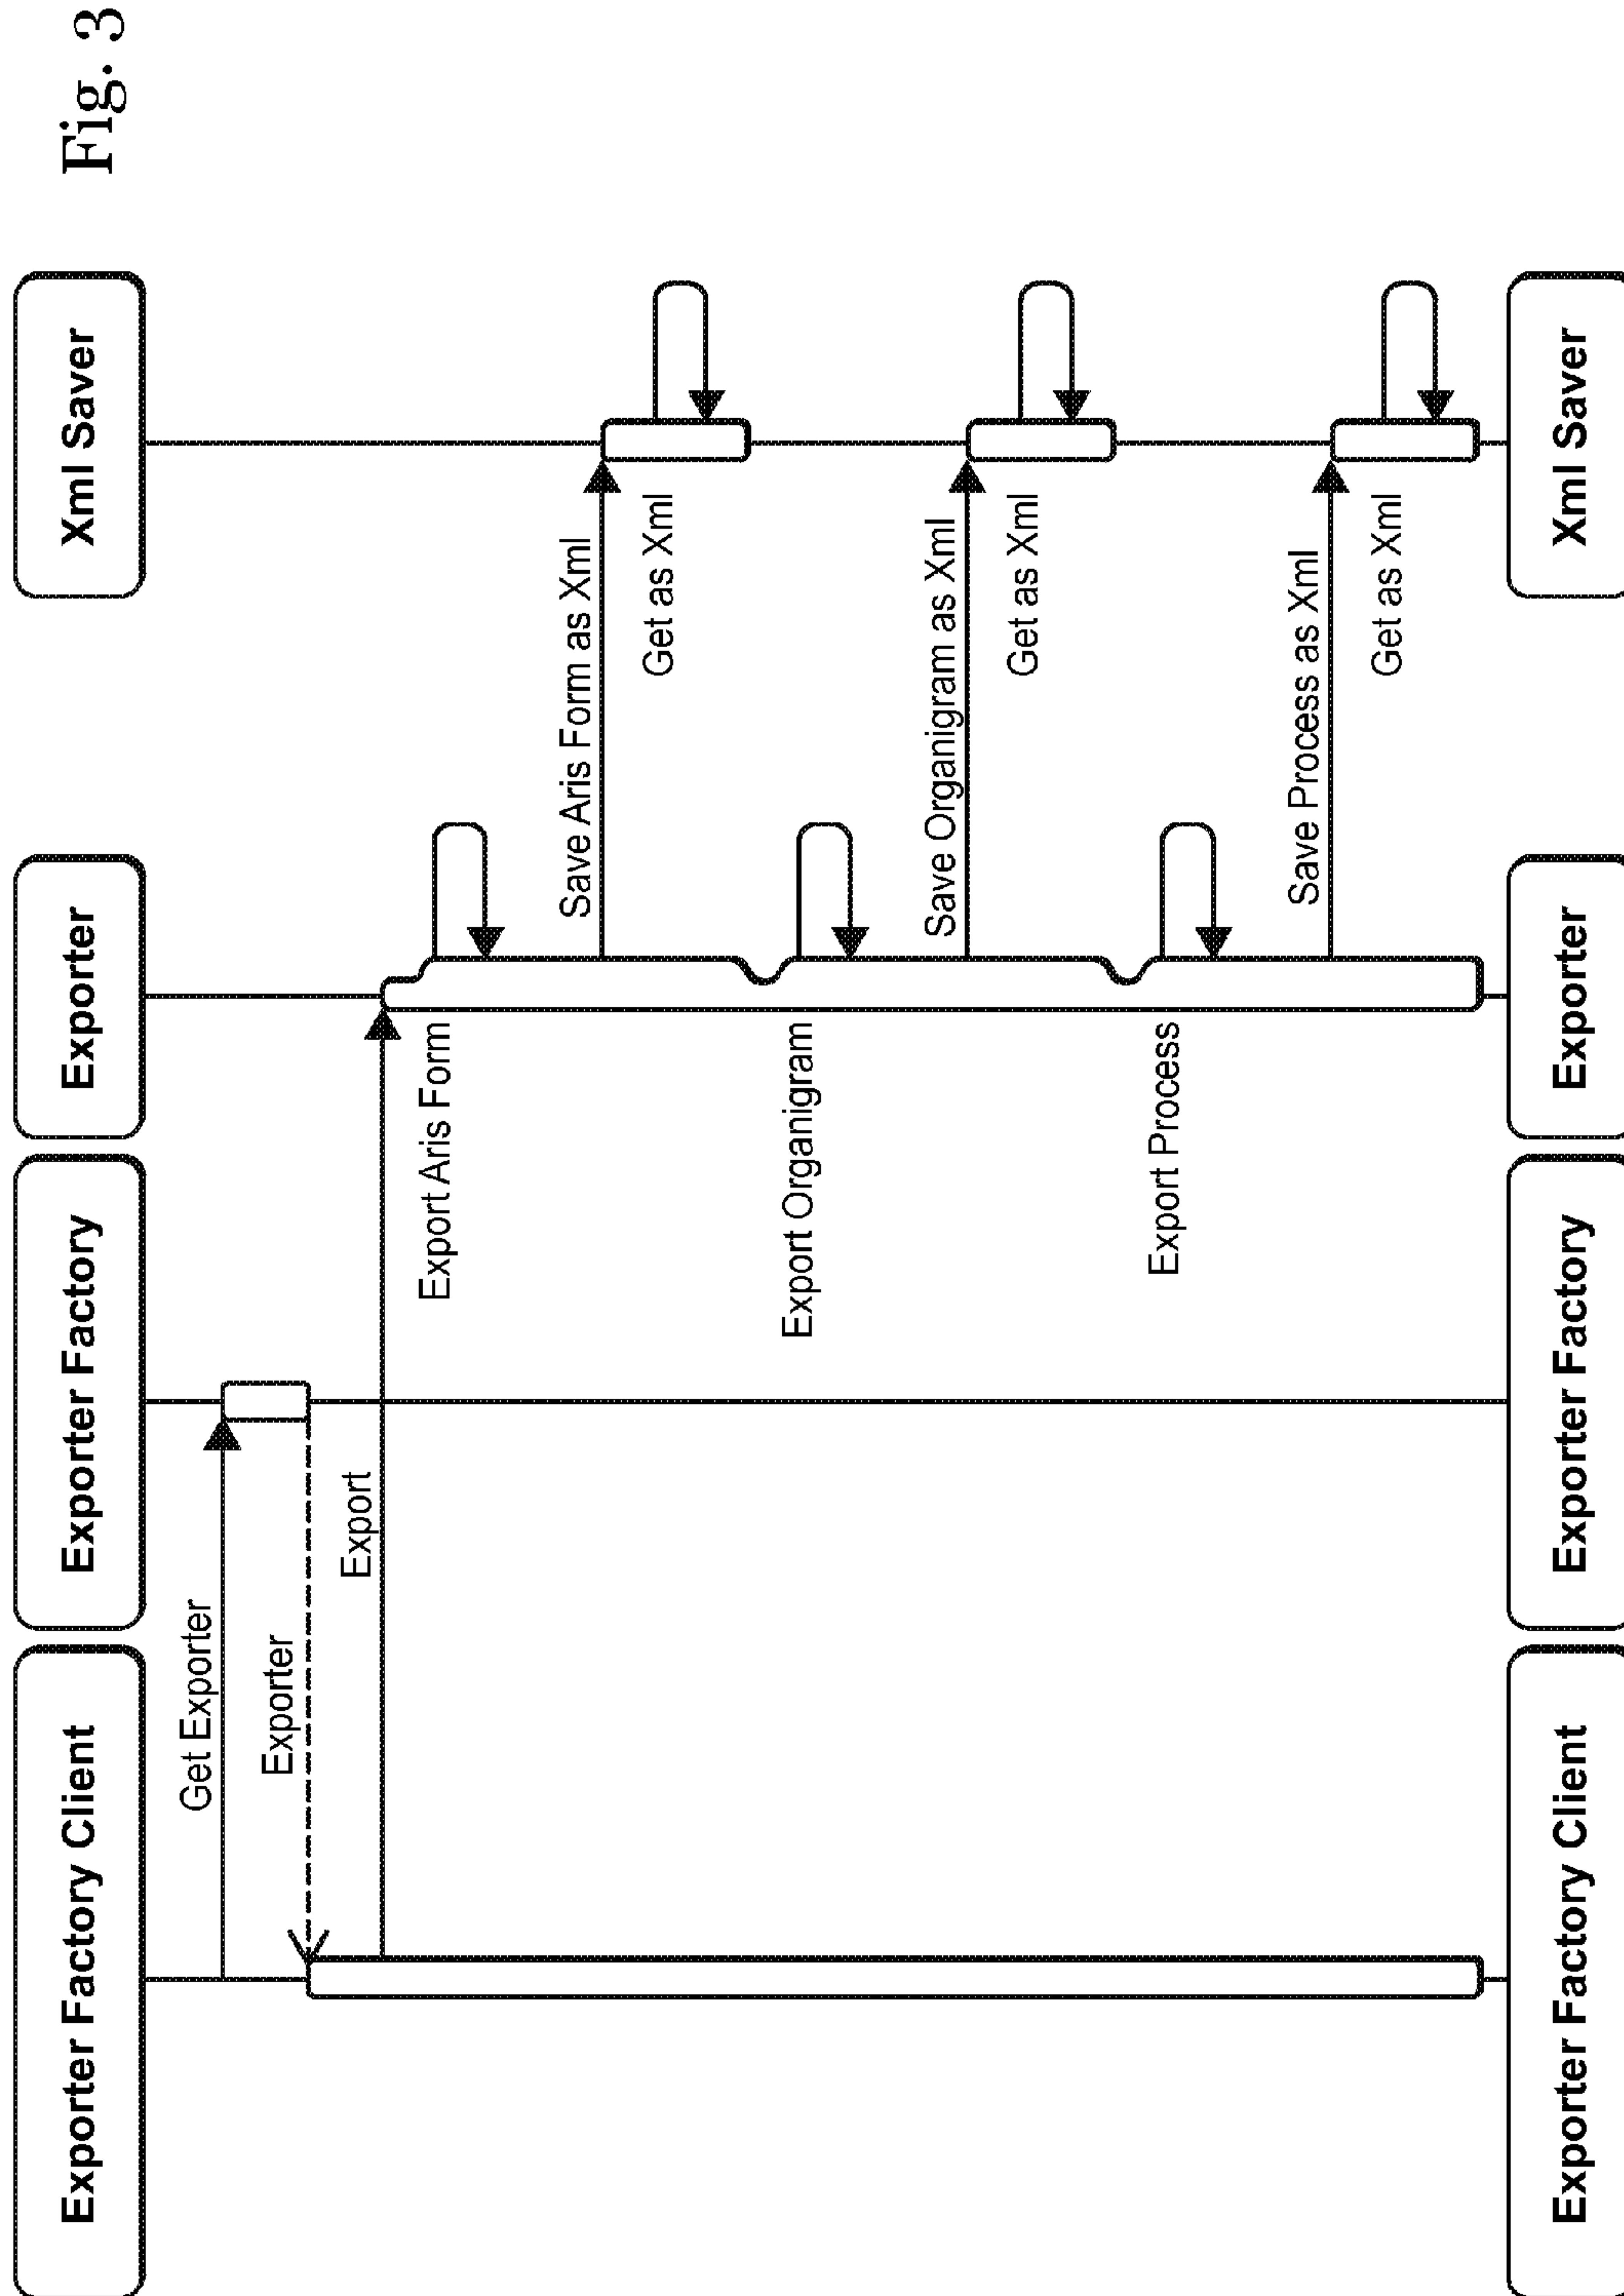 Fig. 3
Exporter Factory Client
Exporter Factory
Exporter
Xml Saver
Get Exporter
Exporter
Export
Export Aris Form
Save Aris Form as Xml
Get as Xml
Export Organigram
Save Organigram as Xml
Get as Xml
Export Process
Save Process as Xml
Get as Xml
Exporter Factory Client
Exporter Factory
Exporter
Xml Saver